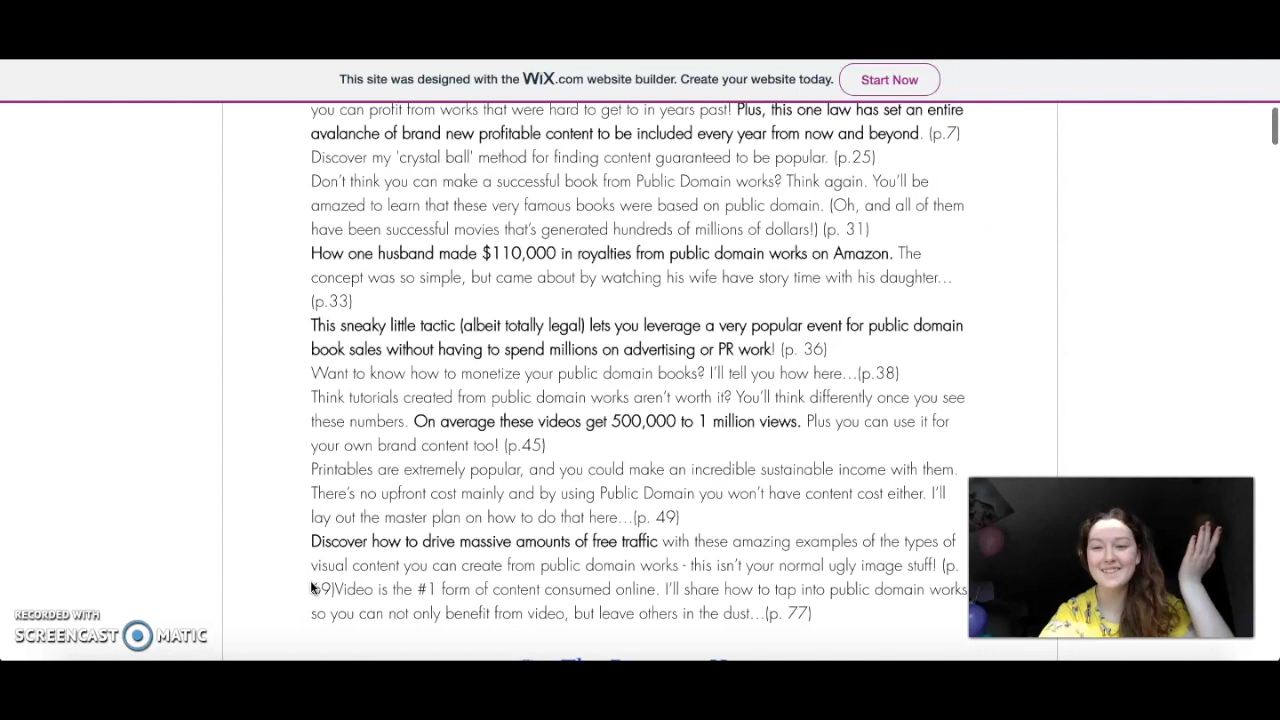 This site was designed with the WiX.com website builder. Create your website today. Start Now
you can profit from works that were hard to get to in years past! Plus, this one law has set an entire
avalanche of brand new profitable content to be included every year from now and beyond. (p.7)
Discover my 'crystal ball' method for finding content guaranteed to be popular. (p.25)
Don't think you can make a successful book from Public Domain works? Think again. You'll be
amazed to learn that these very famous books were based on public domain. (Oh, and all of them
have been successful movies that's generated hundreds of millions of dollars!) (p. 31)
How one husband made $110,000 in royalties from public domain works on Amazon. The
concept was so simple, but came about by watching his wife have story time with his daughter…
(p.33)
This sneaky little tactic (albeit totally legal) lets you leverage a very popular event for public domain
book sales without having to spend millions on advertising or PR work! (p. 36)
Want to know how to monetize your public domain books? I'll tell you how here…(p.38)
Think tutorials created from public domain works aren't worth it? You'll think differently once you see
these numbers. On average these videos get 500,000 to 1 million views. Plus you can use it for
your own brand content too! (p.45)
Printables are extremely popular, and you could make an incredible sustainable income with them.
There's no upfront cost mainly and by using Public Domain you won't have content cost either. I'll
lay out the master plan on how to do that here…(p. 49)
Discover how to drive massive amounts of free traffic with these amazing examples of the types of
visual content you can create from public domain works - this isn't your normal ugly image stuff! (p.
Video is the #1 form of content consumed online. I'll share how to tap into public domain works
so you can not only benefit from video, but leave others in the dust…(p. 77)
RECORDED WITH
SCREENCAST MATIC